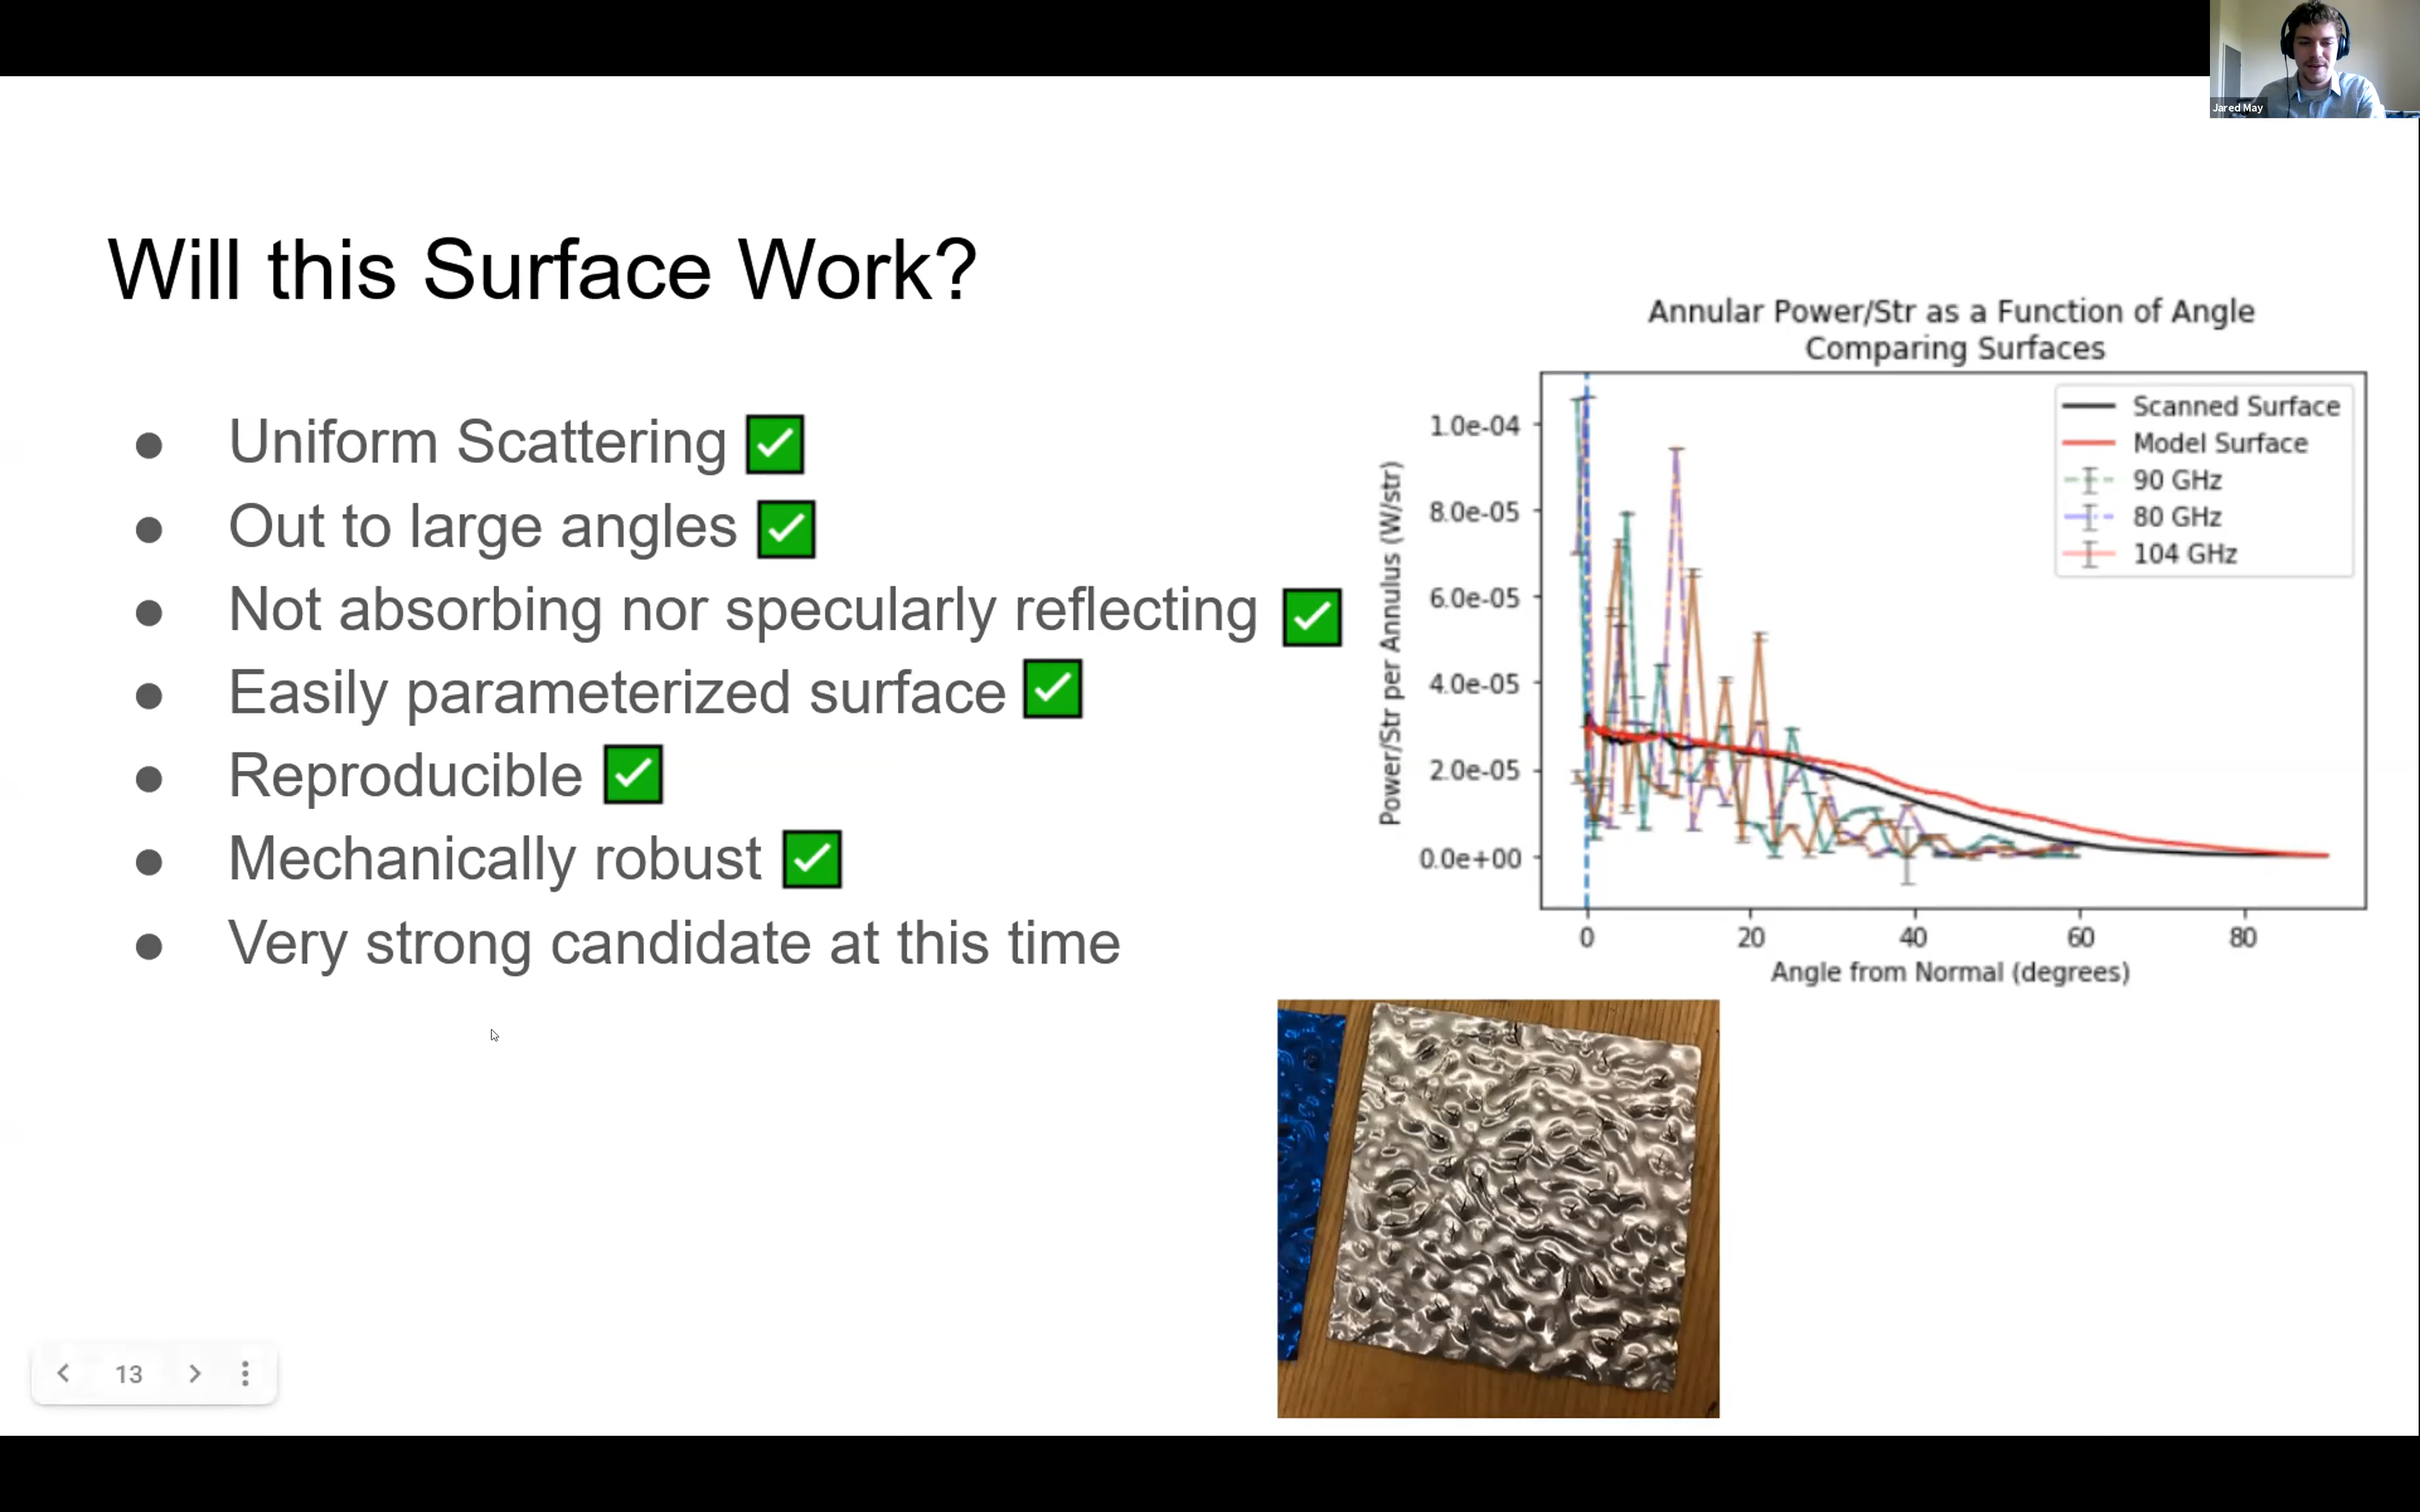 Jared May
Will this Surface Work?
● Uniform Scattering ✅
● Out to large angles ✅
● Not absorbing nor specularly reflecting ✅
● Easily parameterized surface ✅
● Reproducible ✅
● Mechanically robust ✅
● Very strong candidate at this time
Annular Power/Str as a Function of Angle
Comparing Surfaces
Scanned Surface
Model Surface
90 GHz
80 GHz
104 GHz
Power/Str per Annulus (W/str)
1.0e-04
8.0e-05
6.0e-05
4.0e-05
2.0e-05
0.0e+00
0 20 40 60 80
Angle from Normal (degrees)
13